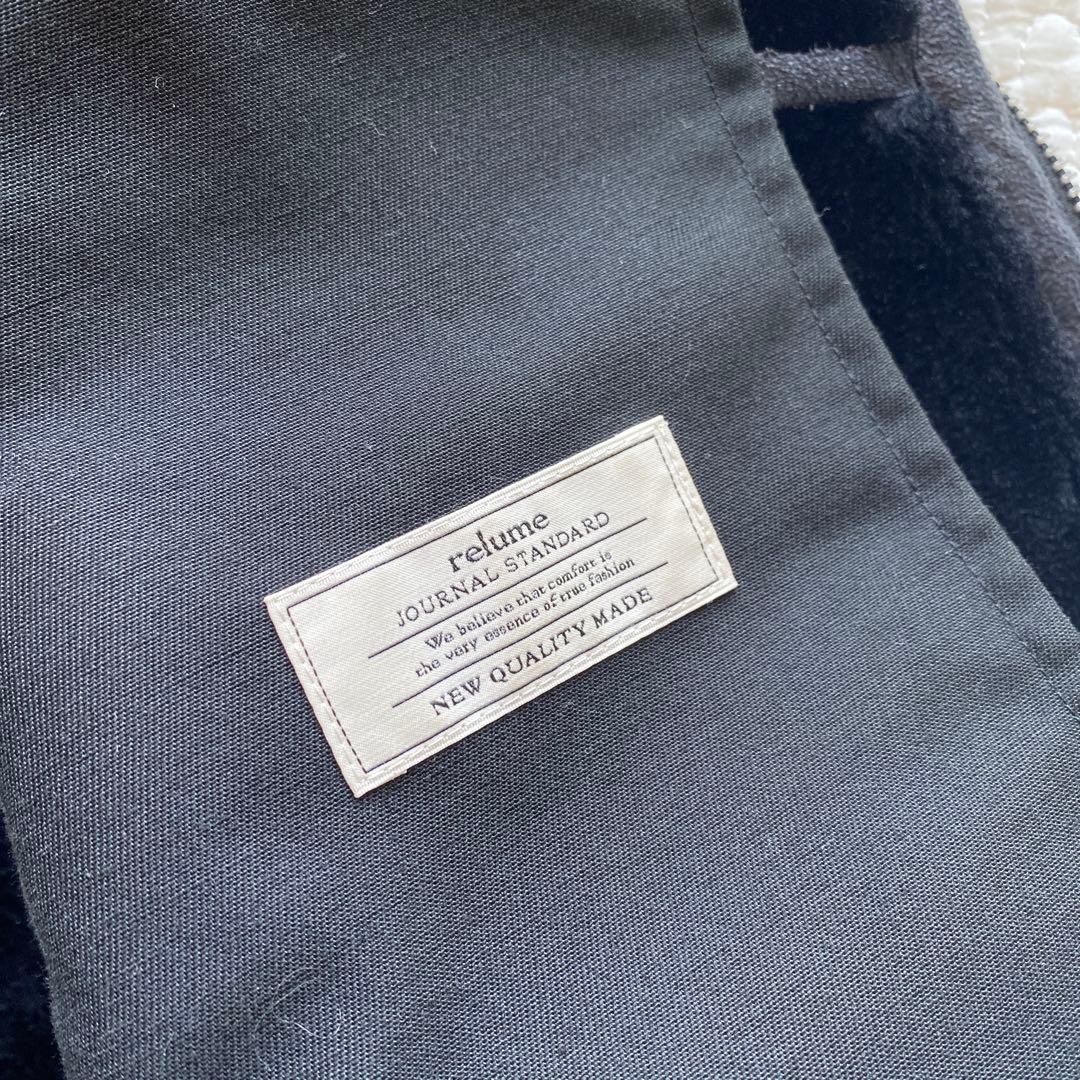 relume
JOURNAL STANDARD
We believe that comfort is
the very essence of true fashion
NEW QUALITY MADE